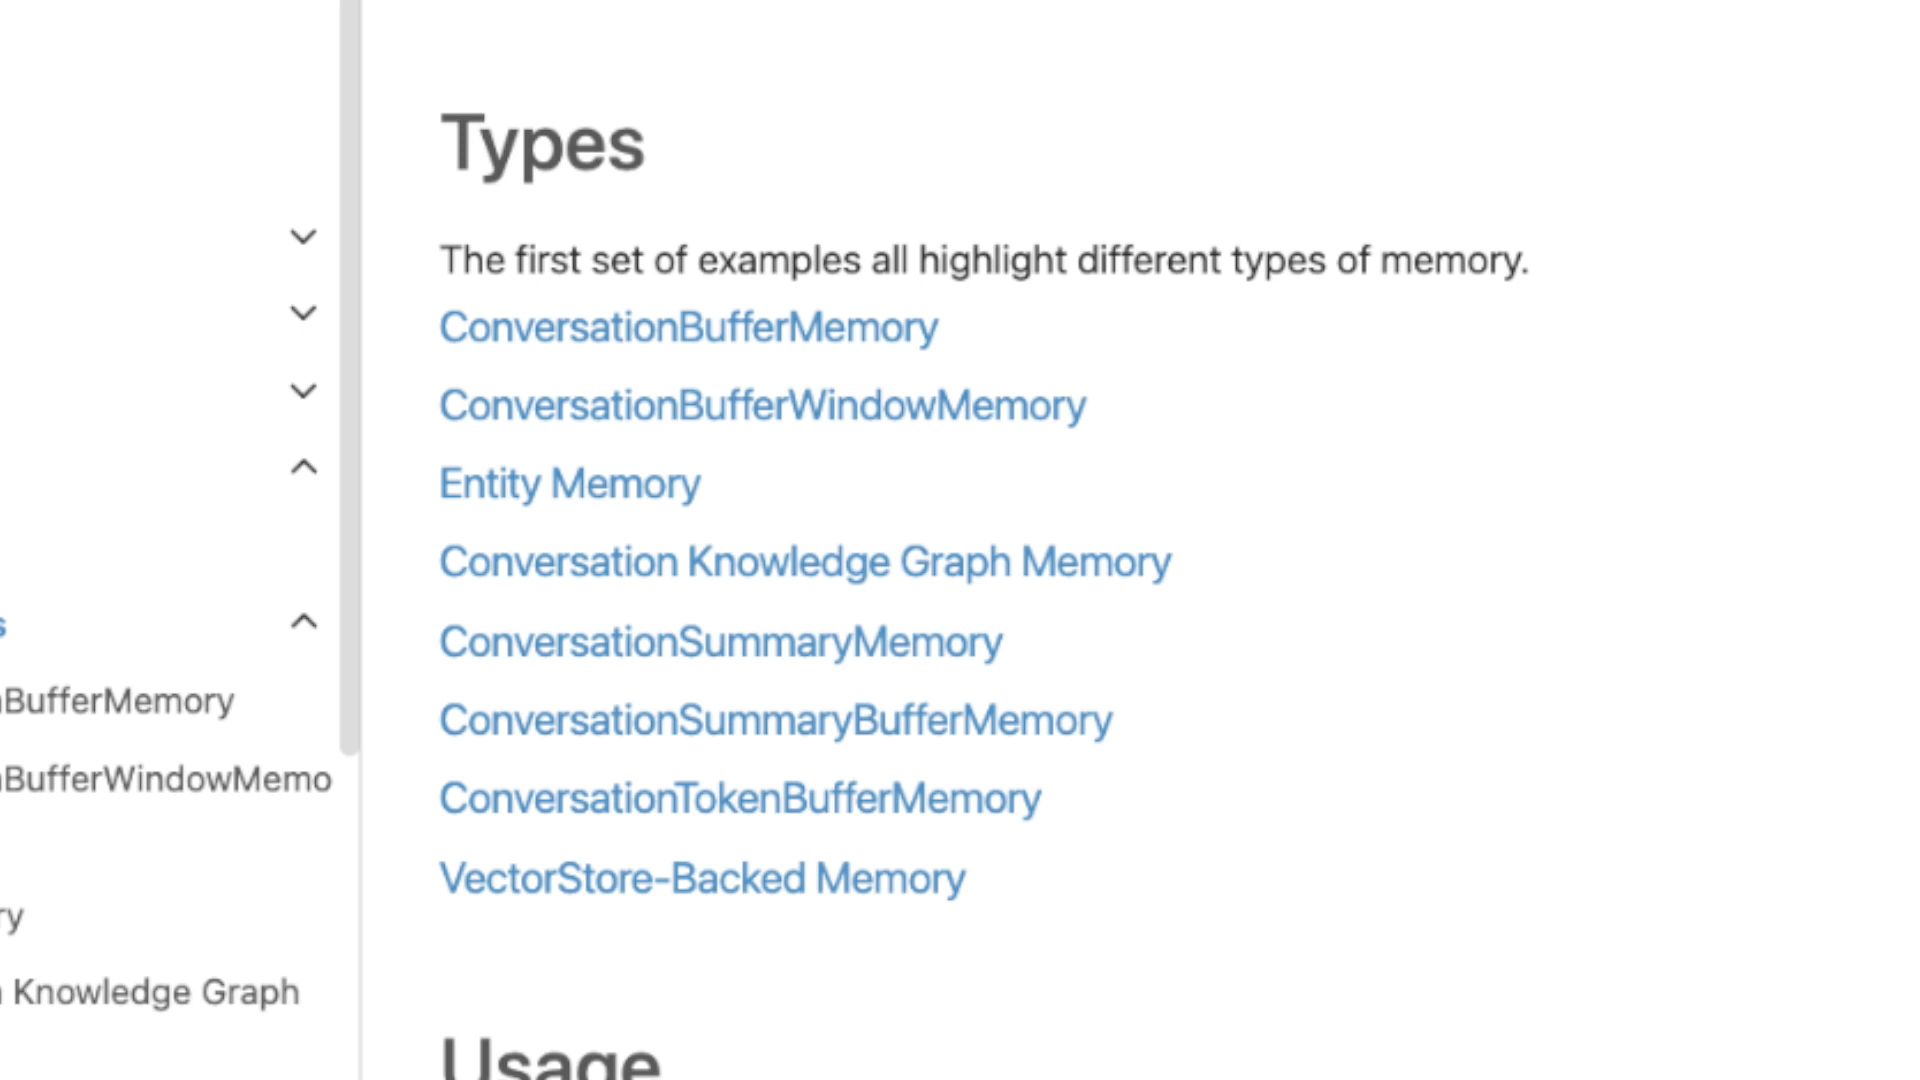 Types
The first set of examples all highlight different types of memory.
ConversationBufferMemory
ConversationBufferWindowMemory
Entity Memory
Conversation Knowledge Graph Memory
ConversationSummaryMemory
ConversationSummaryBufferMemory
ConversationTokenBufferMemory
VectorStore-Backed Memory
Usage
s
BufferMemory
BufferWindowMemo
ry
Knowledge Graph